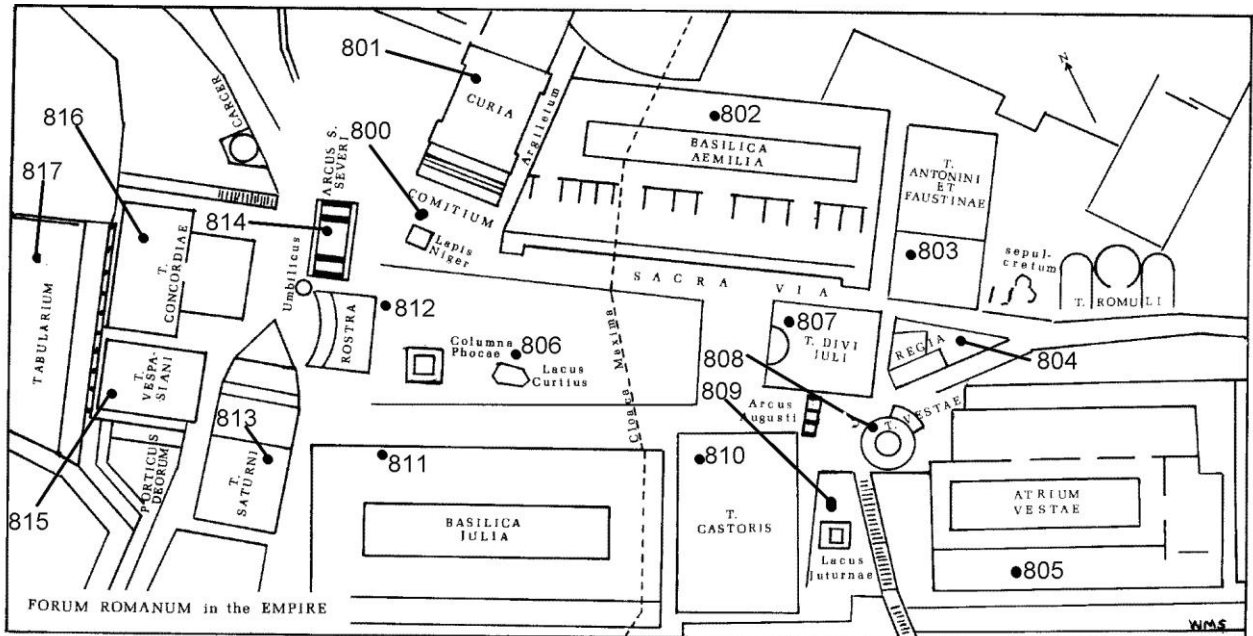 801
CURIA
Argiletum
802
BASILICA
AEMILIA
N
CARCER
816
817
800
ARCUS S.
SEVERI
COMITIUM
Lapis
Niger
814
T.
ANTONINI
ET
FAUSTINAE
803
sepul-
cretum
T. ROMULI
T.
CONCORDIAE
Umbilicus
SACRA VIA
TABULARIUM
ROSTRA
812
Columna
Phocae
806
Lacus
Curtius
Cloaca Maxima
807
T. DIVI
JULI
808
REGIA
804
809
T.
VESPA-
SIANI
813
Arcus
Augusti
T. VESTAE
PORTICUS
DEORUM
T.
SATURNI
811
810
815
BASILICA
JULIA
T.
CASTORIS
ATRIUM
VESTAE
Lacus
Juturnae
805
FORUM ROMANUM in the EMPIRE
WMS